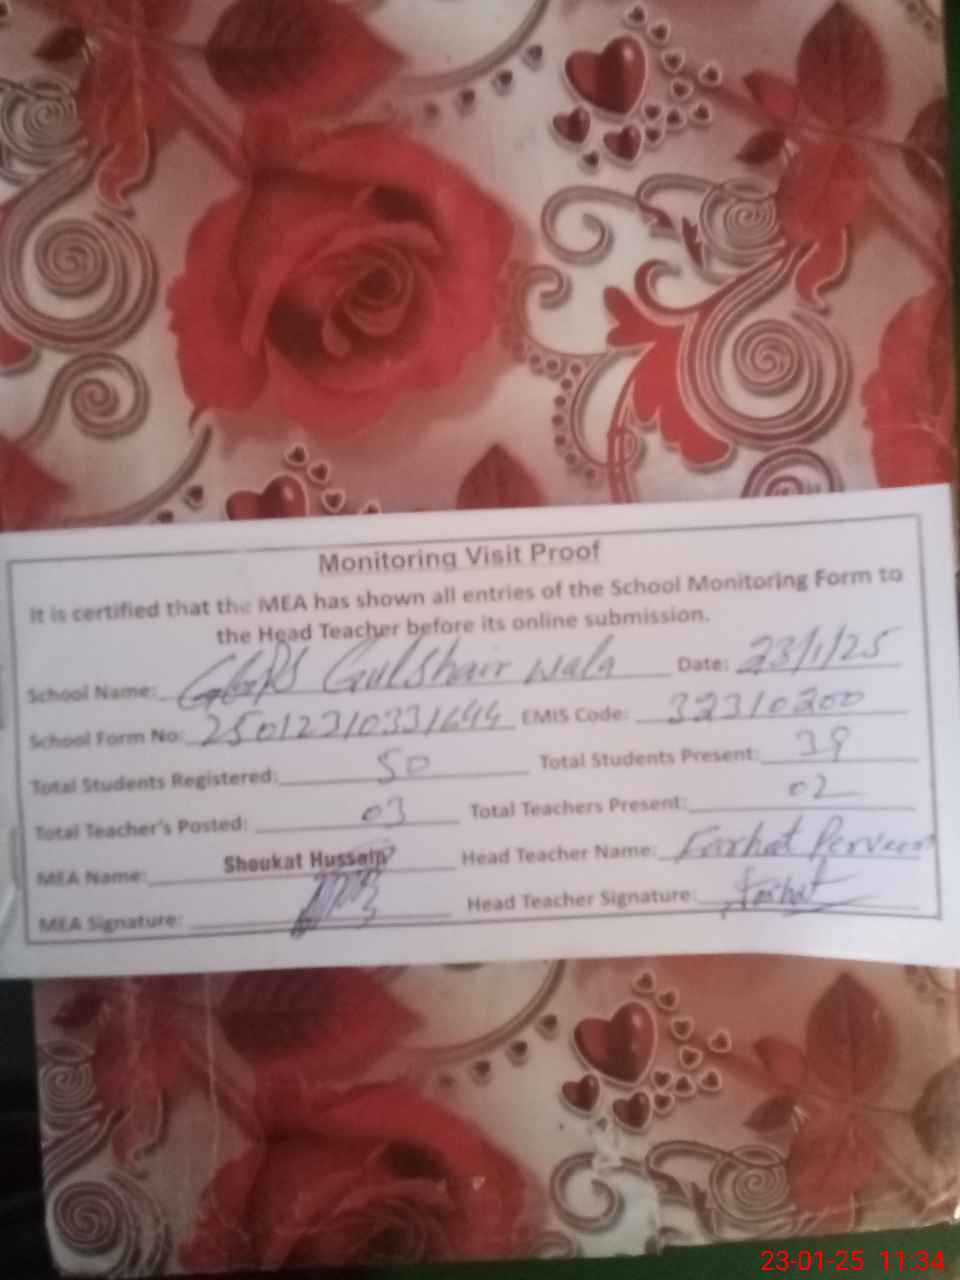 Monitoring Visit Proof
It is certified that the MEA has shown all entries of the School Monitoring Form to
the Head Teacher before its online submission.
School Name: GGPS Gulshair wala Date: 23/1/25
School Form No: EMIS Code: 32310200
Total Students Registered: 50 Total Students Present: 39
Total Teacher's Posted: 03 Total Teachers Present: 02
MEA Name: Shoukat Hussain Head Teacher Name: Farhat Perveen
MEA Signature: Head Teacher Signature: Farhat
23-01-25 11:34